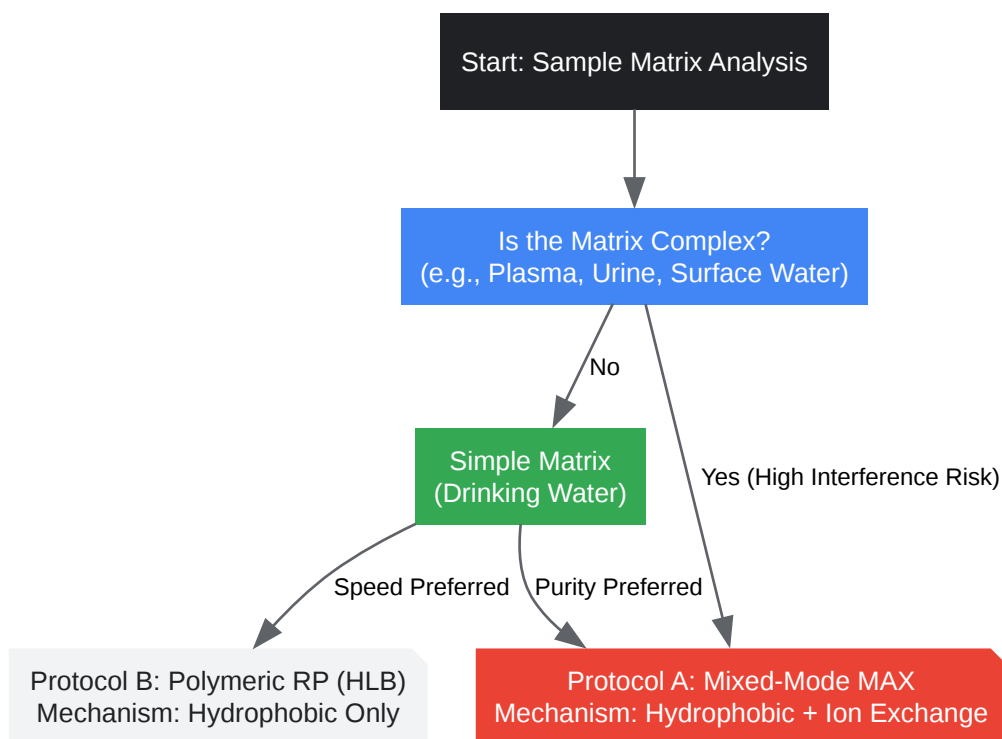 Start: Sample Matrix Analysis
Is the Matrix Complex?
(e.g., Plasma, Urine, Surface Water)
No
Simple Matrix
(Drinking Water)
Yes (High Interference Risk)
Speed Preferred
Purity Preferred
Protocol B: Polymeric RP (HLB)
Mechanism: Hydrophobic Only
Protocol A: Mixed-Mode MAX
Mechanism: Hydrophobic + Ion Exchange